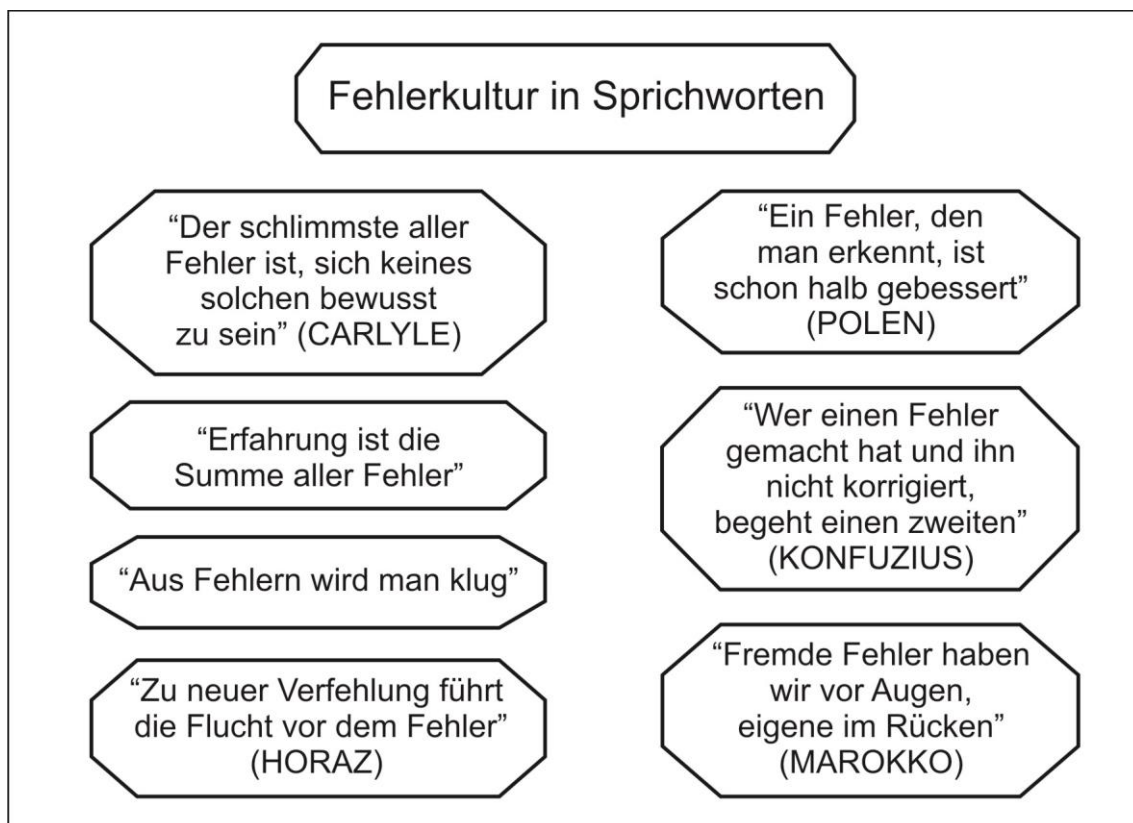 Fehlerkultur in Sprichworten
“Der schlimmste aller
Fehler ist, sich keines
solchen bewusst
zu sein” (CARLYLE)
“Erfahrung ist die
Summe aller Fehler”
“Aus Fehlern wird man klug”
“Zu neuer Verfehlung führt
die Flucht vor dem Fehler”
(HORAZ)
“Ein Fehler, den
man erkennt, ist
schon halb gebessert”
(POLEN)
“Wer einen Fehler
gemacht hat und ihn
nicht korrigiert,
begeht einen zweiten”
(KONFUZIUS)
“Fremde Fehler haben
wir vor Augen,
eigene im Rücken”
(MAROKKO)